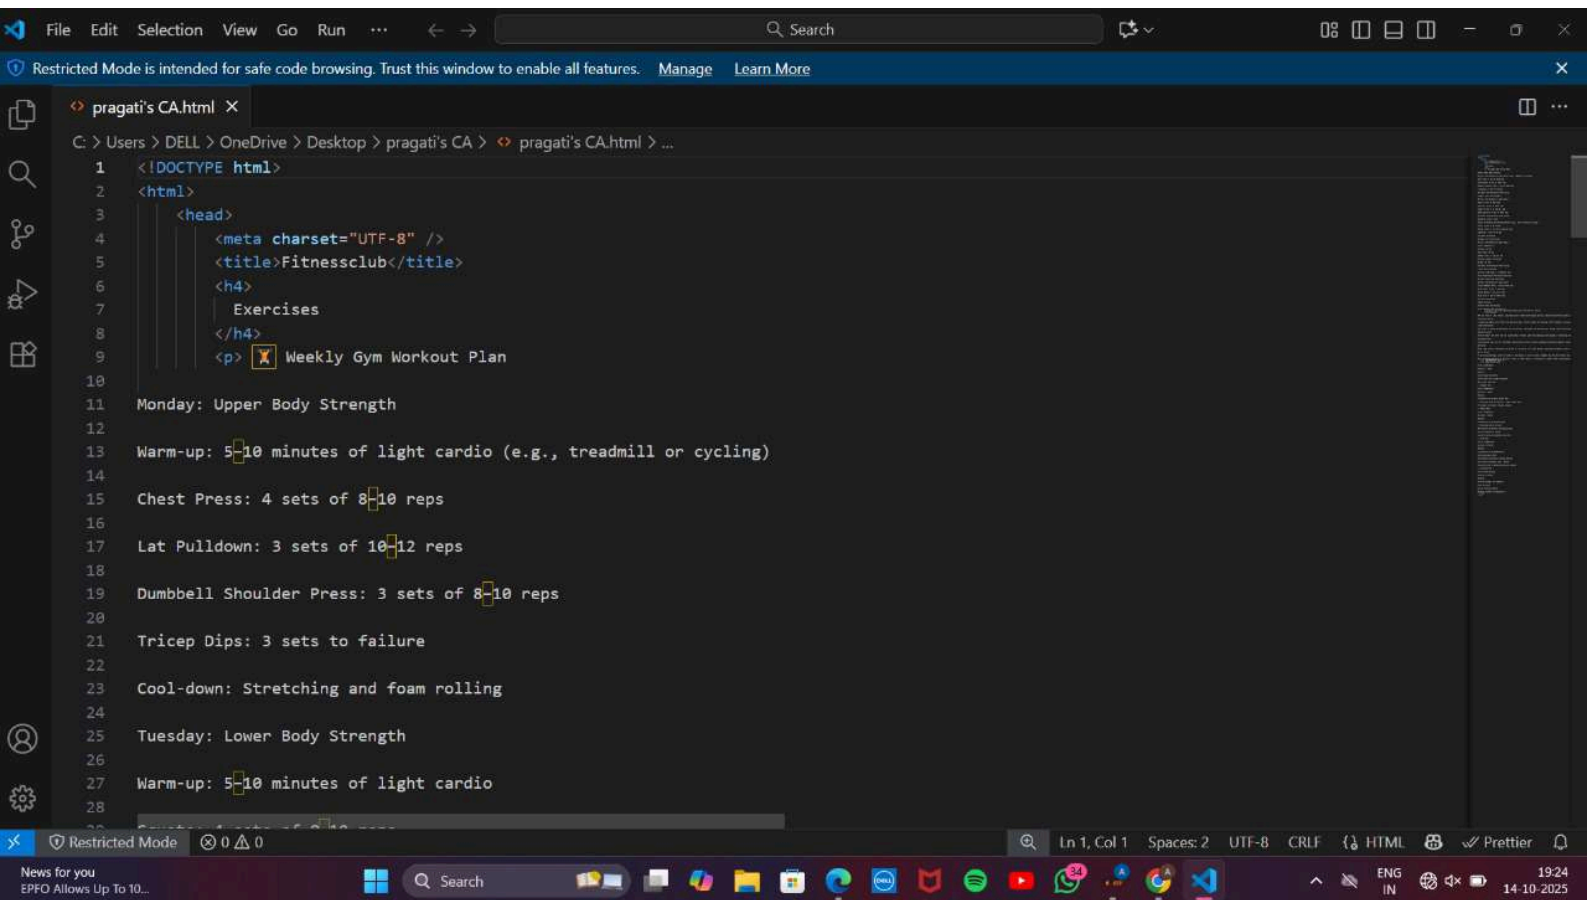 File Edit Selection View Go Run ··· Search
Restricted Mode is intended for safe code browsing. Trust this window to enable all features. Manage Learn More
pragati's CA.html
C: > Users > DELL > OneDrive > Desktop > pragati's CA > <> pragati's CA.html > ...
1 <!DOCTYPE html>
2 <html>
3 <head>
4 <meta charset="UTF-8" />
5 <title>Fitnessclub</title>
6 <h4>
7 Exercises
8 </h4>
9 <p> 🏋 Weekly Gym Workout Plan
10
11 Monday: Upper Body Strength
12
13 Warm-up: 5–10 minutes of light cardio (e.g., treadmill or cycling)
14
15 Chest Press: 4 sets of 8–10 reps
16
17 Lat Pulldown: 3 sets of 10–12 reps
18
19 Dumbbell Shoulder Press: 3 sets of 8–10 reps
20
21 Tricep Dips: 3 sets to failure
22
23 Cool-down: Stretching and foam rolling
24
25 Tuesday: Lower Body Strength
26
27 Warm-up: 5–10 minutes of light cardio
28
Restricted Mode 0 0 Ln 1, Col 1 Spaces: 2 UTF-8 CRLF HTML Prettier
News for you
EPFO Allows Up To 10...
Search
DELL
34
ENG
IN
19:24
14-10-2025